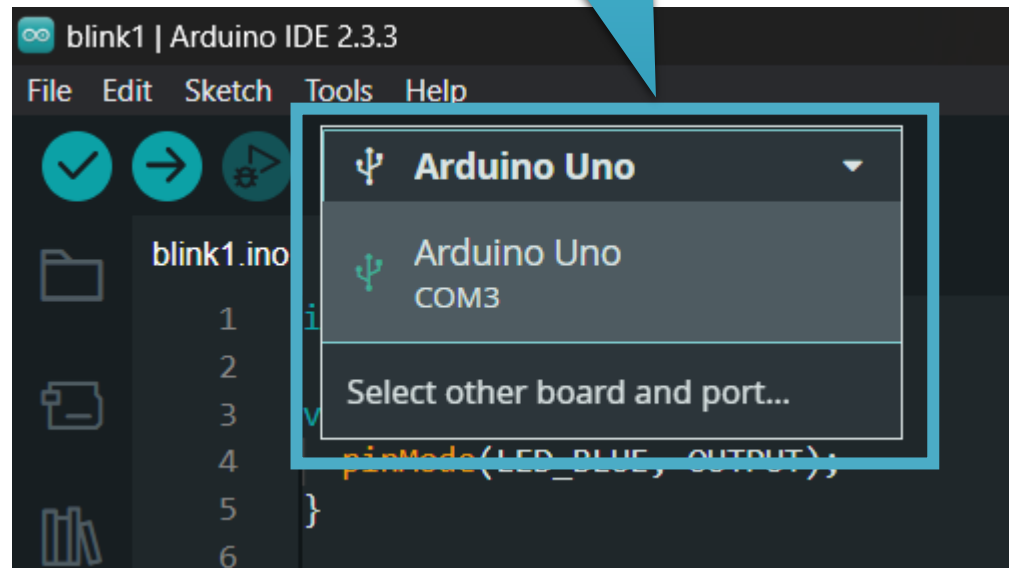 blink1 | Arduino IDE 2.3.3
File Edit Sketch Tools Help
Arduino Uno
blink1.ino
Arduino Uno
COM3
Select other board and port...
1 i
2
3 v
4 pinMode(LED_BLUE, OUTPUT);
5 }
6